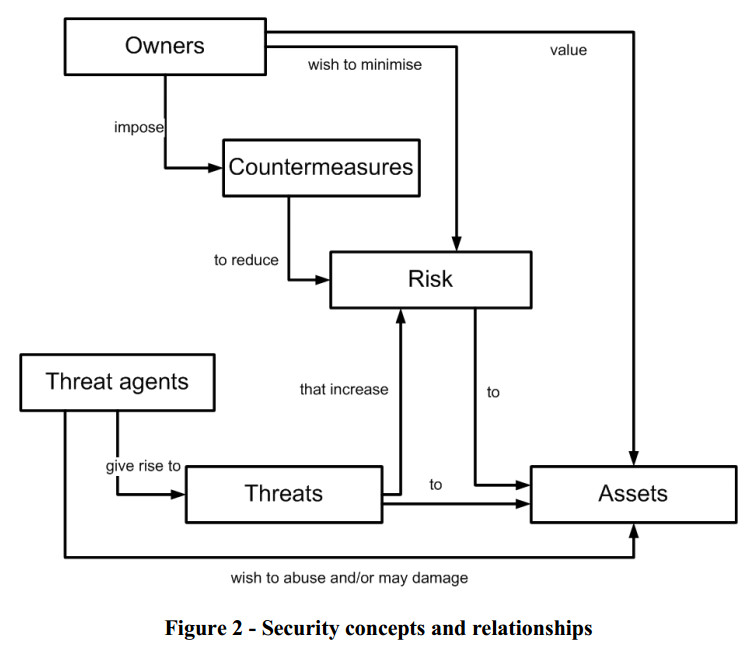 Owners
value
wish to minimise
impose
Countermeasures
to reduce
Risk
Threat agents
that increase
to
give rise to
to
Threats
Assets
wish to abuse and/or may damage
Figure 2 - Security concepts and relationships